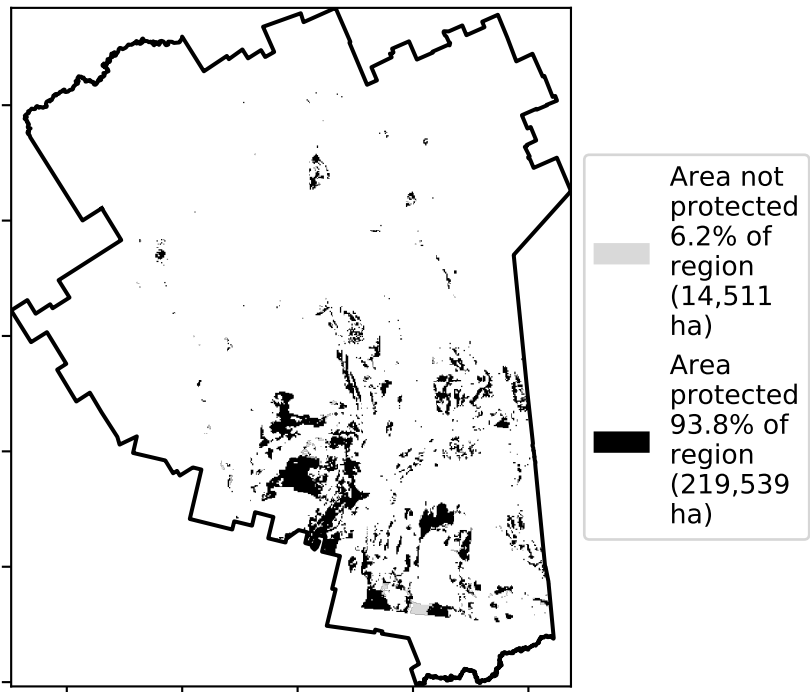 Area not
protected
6.2% of
region
(14,511
ha)
Area
protected
93.8% of
region
(219,539
ha)